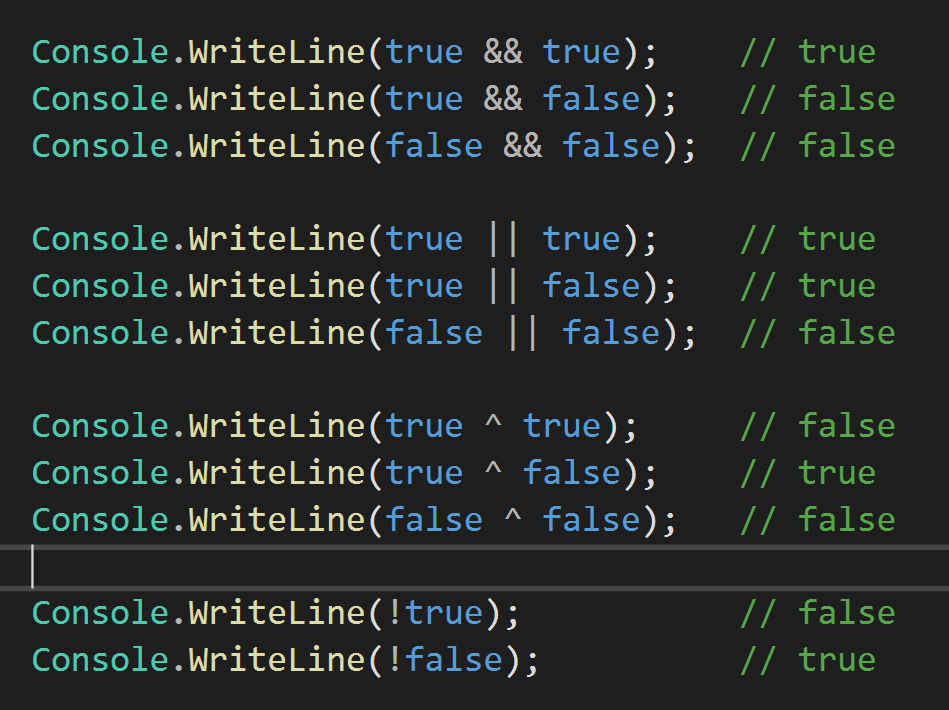 Console.WriteLine(true && true);    // true
Console.WriteLine(true && false);   // false
Console.WriteLine(false && false);  // false
Console.WriteLine(true || true);    // true
Console.WriteLine(true || false);   // true
Console.WriteLine(false || false);  // false
Console.WriteLine(true ^ true);     // false
Console.WriteLine(true ^ false);    // true
Console.WriteLine(false ^ false);   // false
Console.WriteLine(!true);           // false
Console.WriteLine(!false);          // true